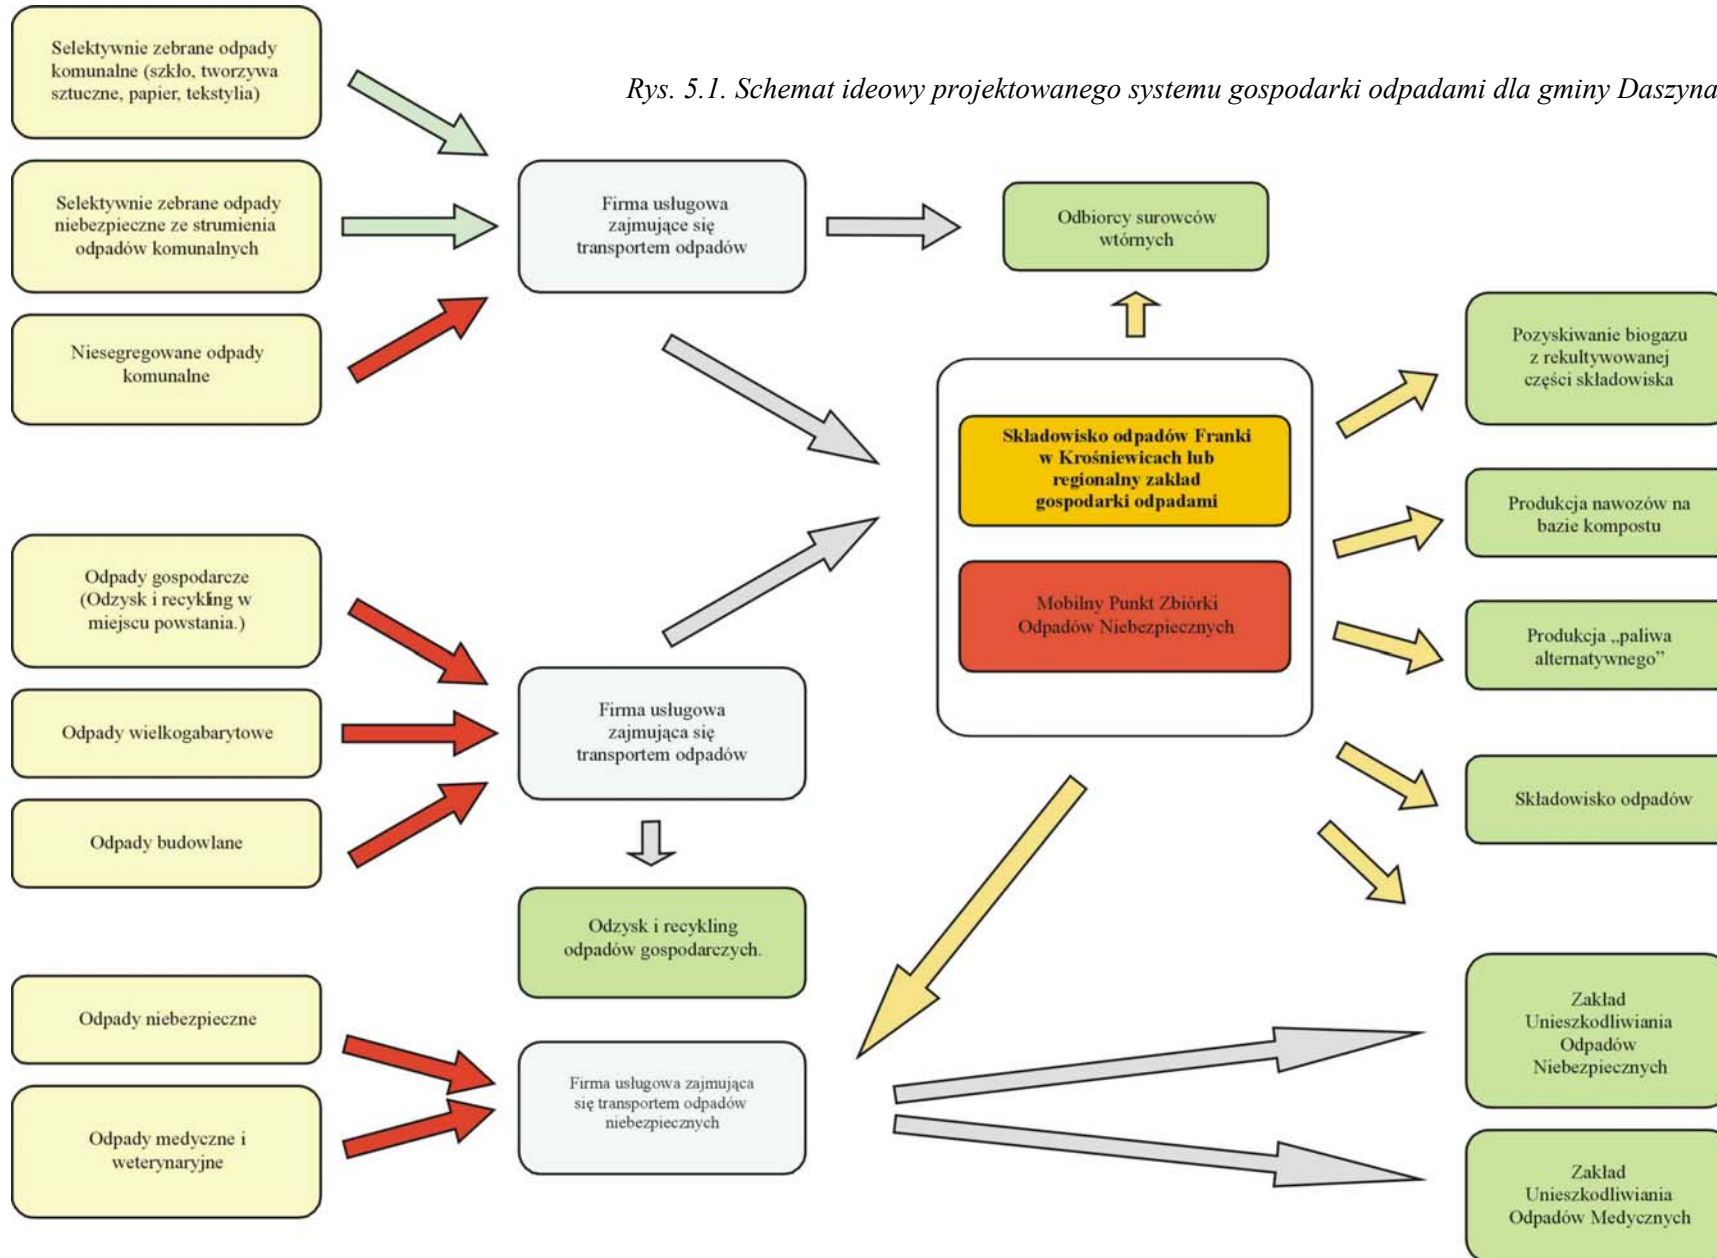 Rys. 5.1. Schemat ideowy projektowanego systemu gospodarki odpadami dla gminy Daszyna
Selektywnie zebrane odpady
komunalne (szkło, tworzywa
sztuczne, papier, tekstylia)
Selektywnie zebrane odpady
niebezpieczne ze strumienia
odpadów komunalnych
Niesegregowane odpady
komunalne
Firma usługowa
zajmujące się
transportem odpadów
Odbiorcy surowców
wtórnych
Składowisko odpadów Franki
w Krośniewicach lub
regionalny zakład
gospodarki odpadami
Mobilny Punkt Zbiórki
Odpadów Niebezpiecznych
Pozyskiwanie biogazu
z rekultywowanej
części składowiska
Produkcja nawozów na
bazie kompostu
Produkcja „paliwa
alternatywnego”
Składowisko odpadów
Odpady gospodarcze
(Odzysk i recykling w
miejscu powstania.)
Odpady wielkogabarytowe
Odpady budowlane
Firma usługowa
zajmująca się
transportem odpadów
Odzysk i recykling
odpadów gospodarczych.
Odpady niebezpieczne
Odpady medyczne i
weterynaryjne
Firma usługowa zajmująca
się transportem odpadów
niebezpiecznych
Zakład
Unieszkodliwiania
Odpadów
Niebezpiecznych
Zakład
Unieszkodliwiania
Odpadów Medycznych